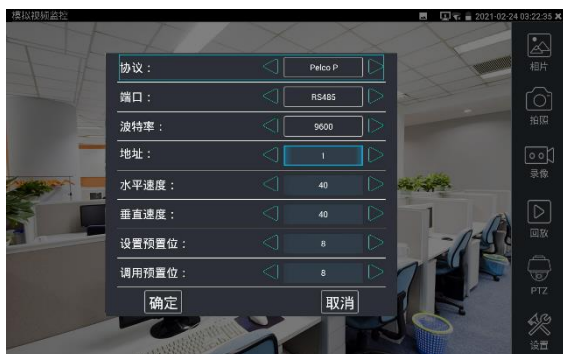 模拟视频监控
2021-02-24 03:22:35
协议： Pelco P
端口： RS485
波特率： 9600
地址： 1
水平速度： 40
垂直速度： 40
设置预置位： 8
调用预置位： 8
确定 取消
相片
拍照
录像
回放
PTZ
设置